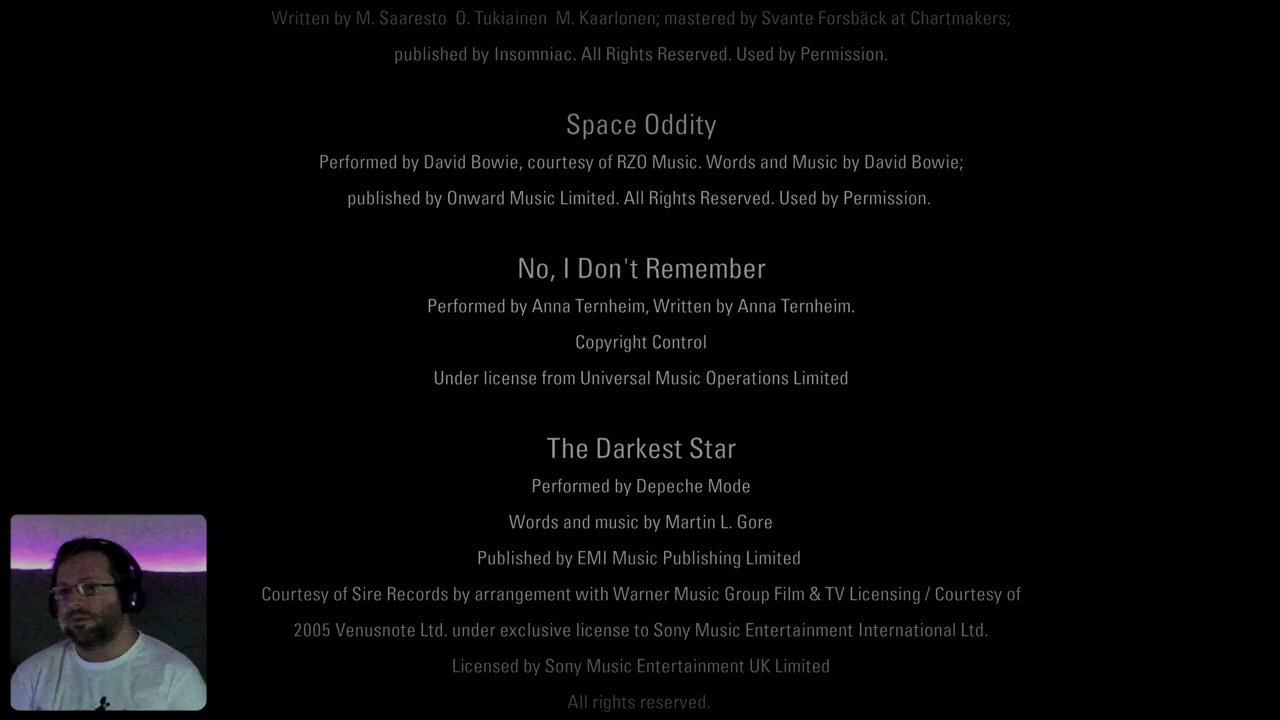 Written by M. Saaresto O. Tukiainen M. Kaarlonen; mastered by Svante Forsbäck at Chartmakers;
published by Insomniac. All Rights Reserved. Used by Permission.
Space Oddity
Performed by David Bowie, courtesy of RZO Music. Words and Music by David Bowie;
published by Onward Music Limited. All Rights Reserved. Used by Permission.
No, I Don't Remember
Performed by Anna Ternheim, Written by Anna Ternheim.
Copyright Control
Under license from Universal Music Operations Limited
The Darkest Star
Performed by Depeche Mode
Words and music by Martin L. Gore
Published by EMI Music Publishing Limited
Courtesy of Sire Records by arrangement with Warner Music Group Film & TV Licensing / Courtesy of
2005 Venusnote Ltd. under exclusive license to Sony Music Entertainment International Ltd.
Licensed by Sony Music Entertainment UK Limited
All rights reserved.